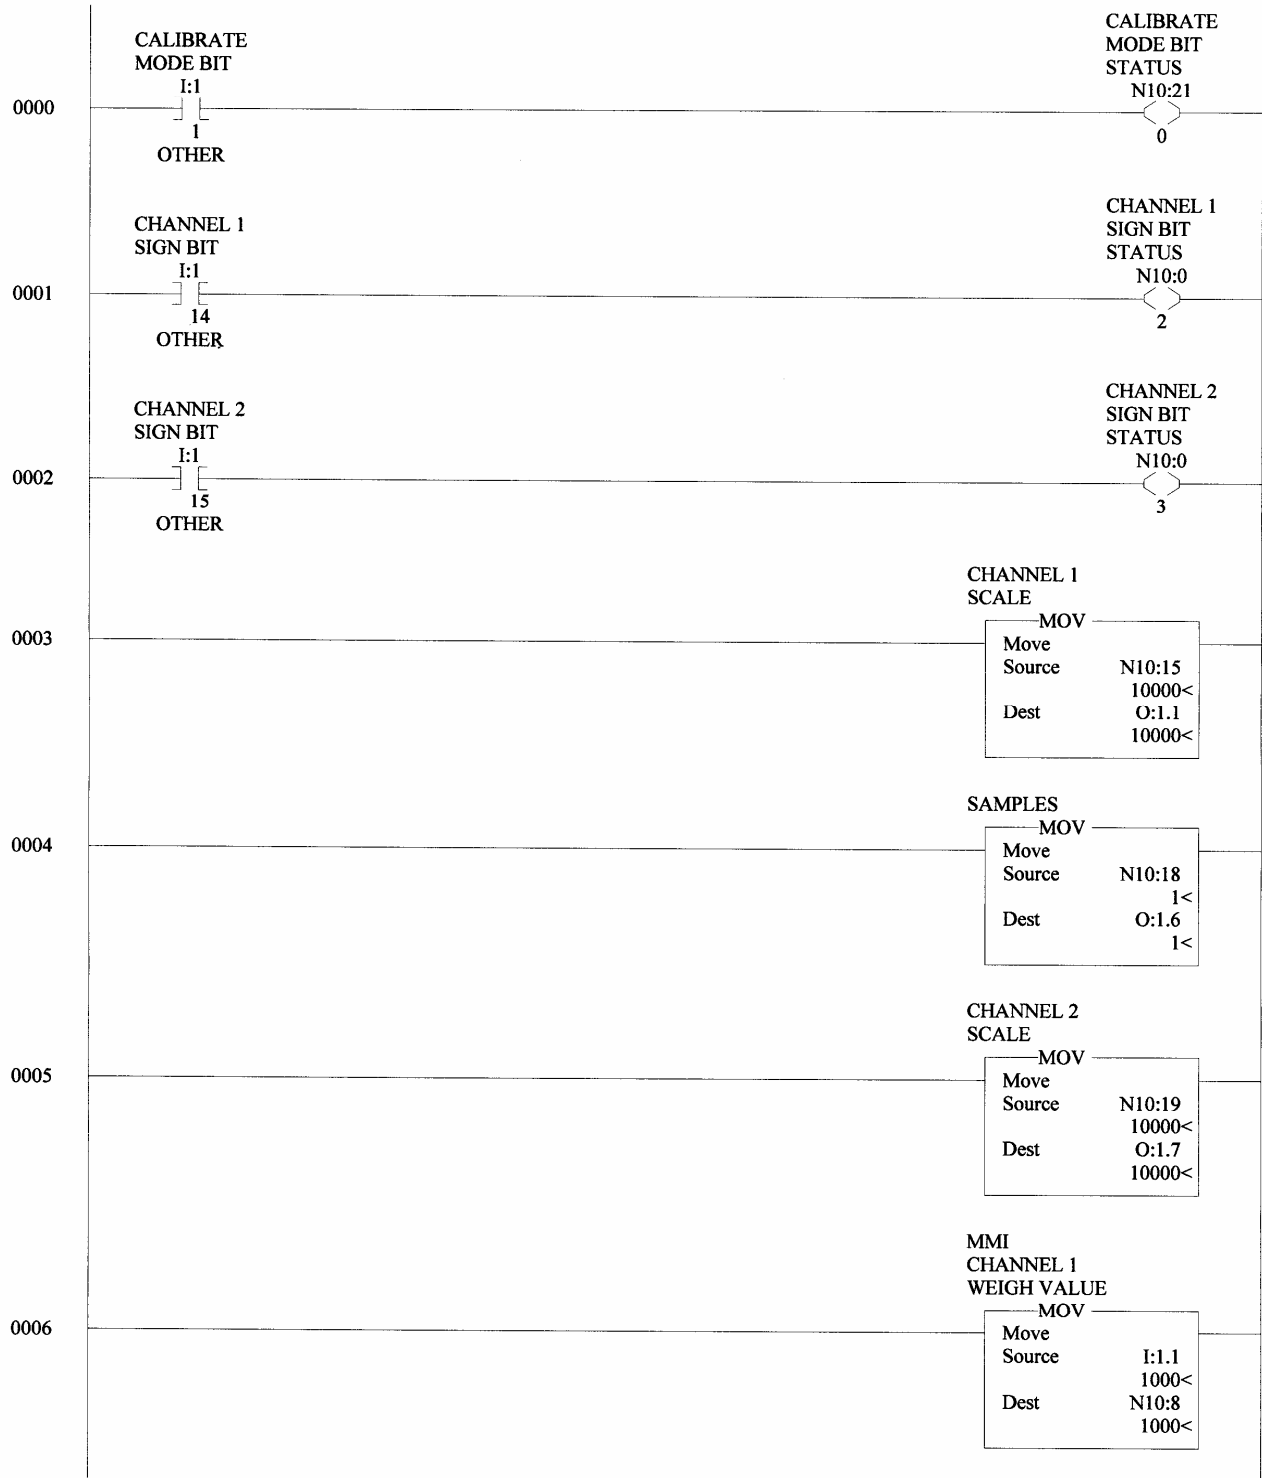 CALIBRATE
MODE BIT
I:1
1
OTHER
CALIBRATE
MODE BIT
STATUS
N10:21
0
0000
CHANNEL 1
SIGN BIT
I:1
14
OTHER
CHANNEL 1
SIGN BIT
STATUS
N10:0
2
0001
CHANNEL 2
SIGN BIT
I:1
15
OTHER
CHANNEL 2
SIGN BIT
STATUS
N10:0
3
0002
CHANNEL 1
SCALE
0003
MOV
Move
Source N10:15
10000<
Dest O:1.1
10000<
SAMPLES
0004
MOV
Move
Source N10:18
1<
Dest O:1.6
1<
CHANNEL 2
SCALE
0005
MOV
Move
Source N10:19
10000<
Dest O:1.7
10000<
MMI
CHANNEL 1
WEIGH VALUE
0006
MOV
Move
Source I:1.1
1000<
Dest N10:8
1000<